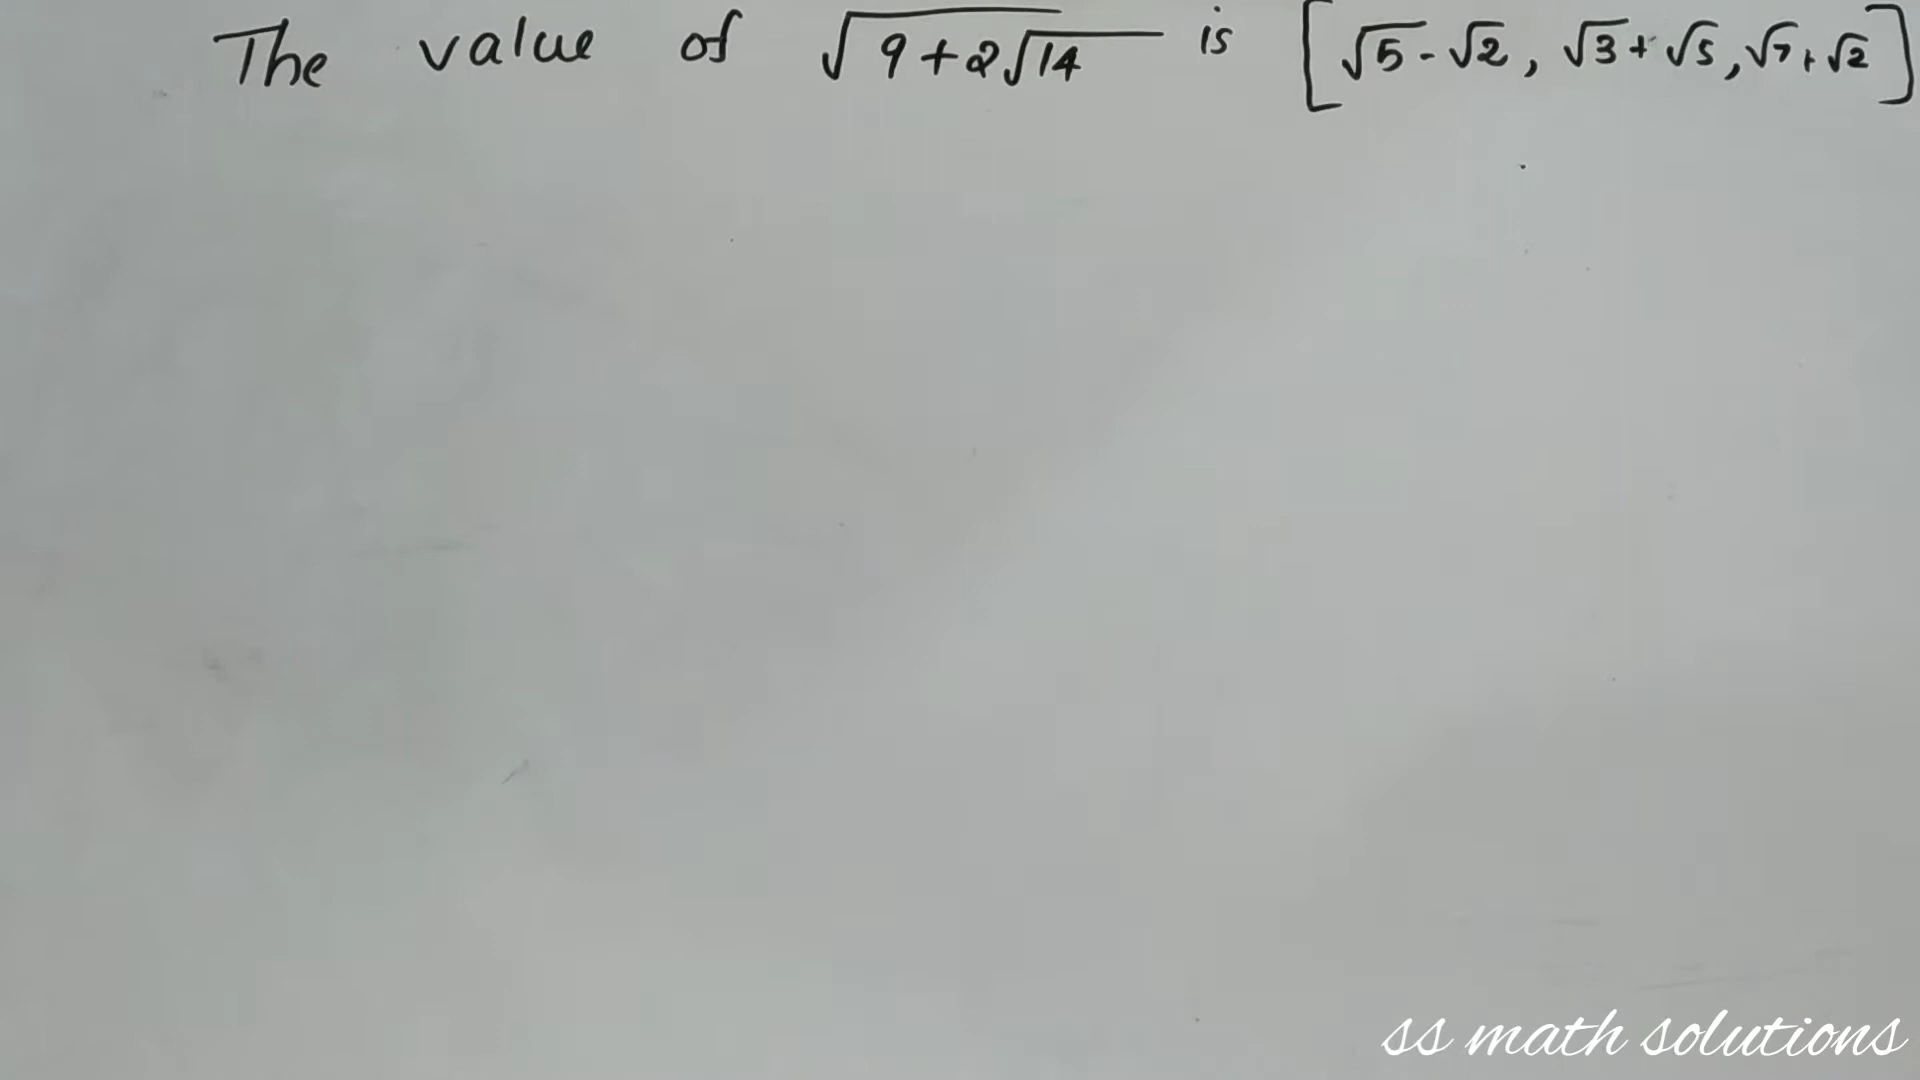 The value of √9+2√14 is [√5-√2, √3+√5, √7+√2]
ss math solutions